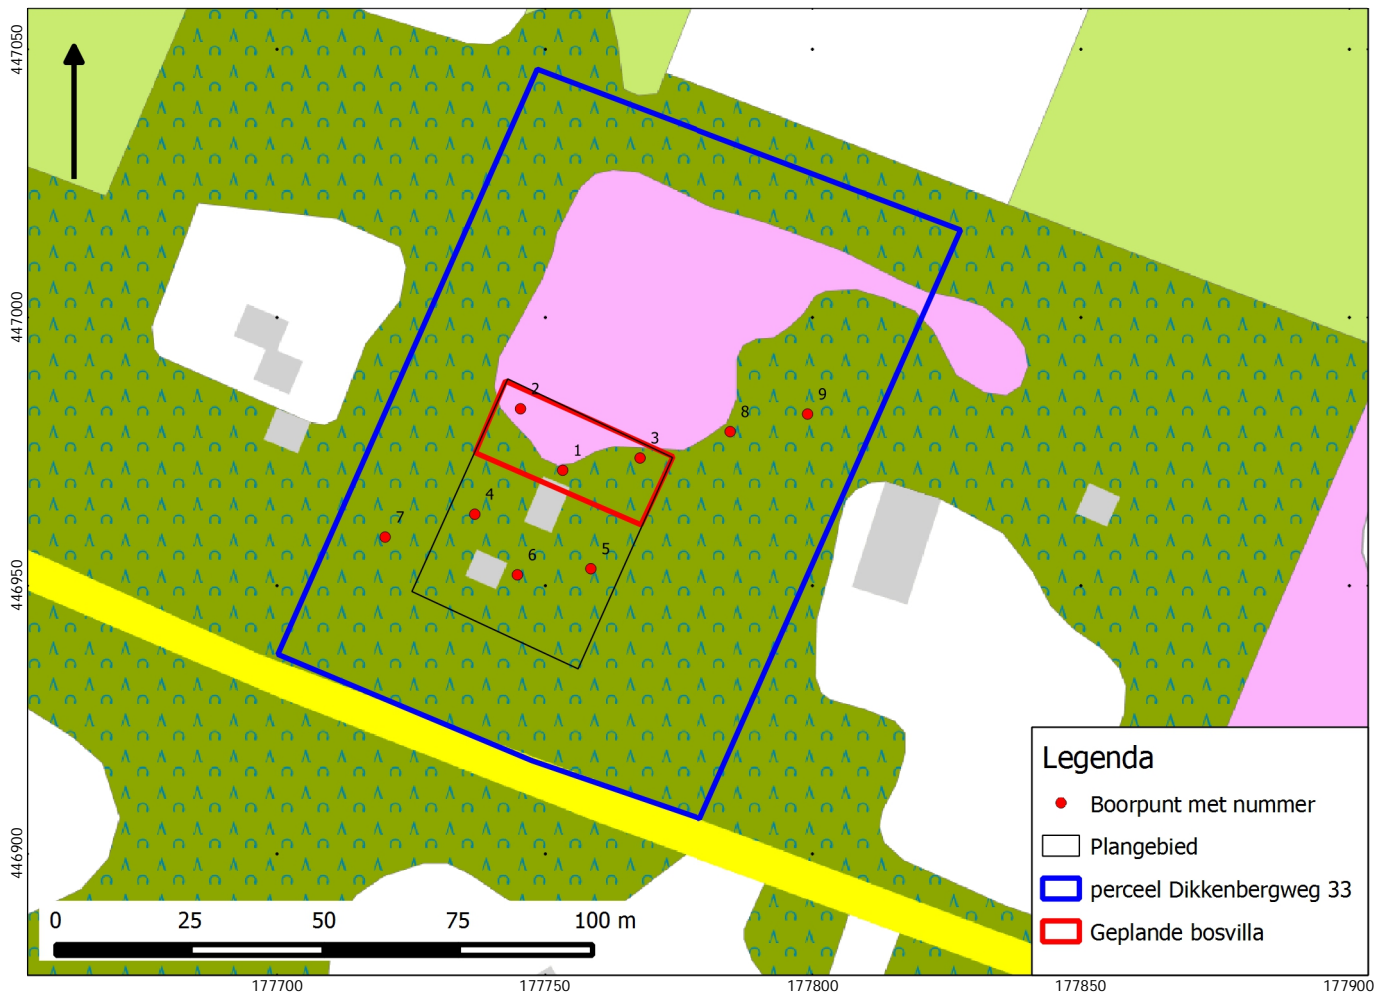 447050
447000
446950
446900
2
1
3
8
9
4
7
6
5
Legenda
Boorpunt met nummer
Plangebied
perceel Dikkenbergweg 33
Geplande bosvilla
0 25 50 75 100 m
177700 177750 177800 177850 177900